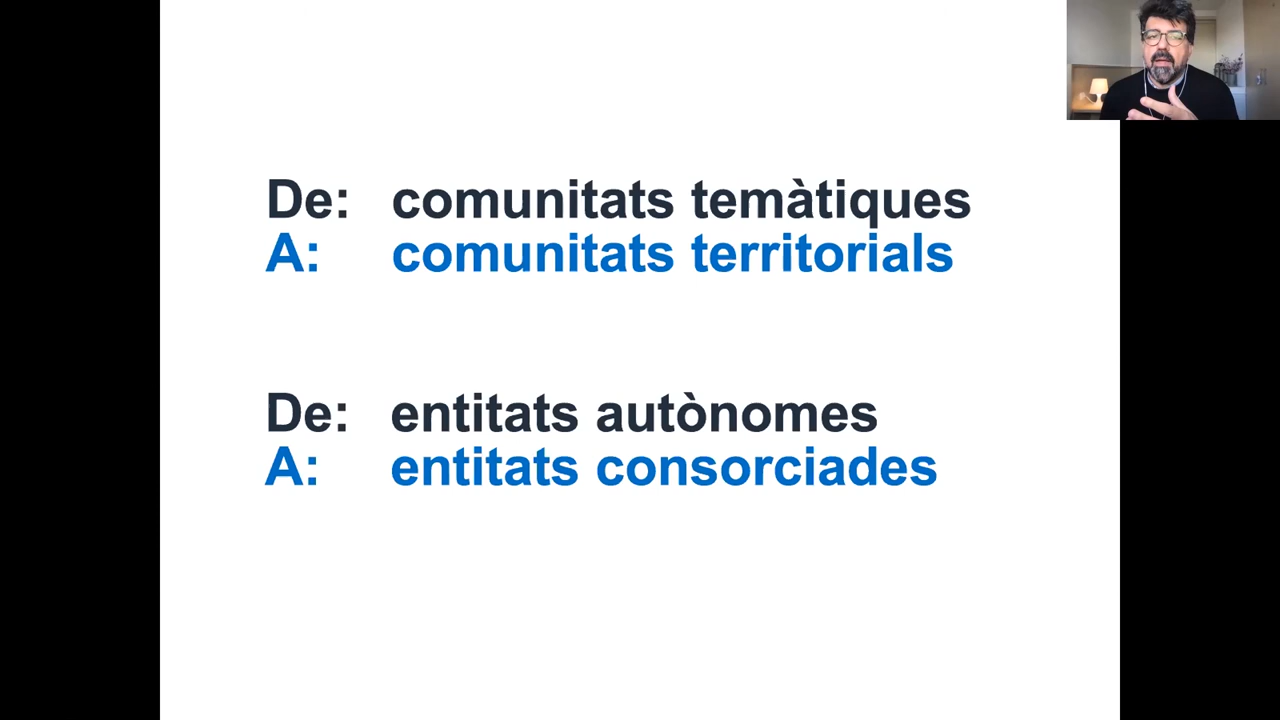 De: comunitats temàtiques
A: comunitats territorials
De: entitats autònomes
A: entitats consorciades